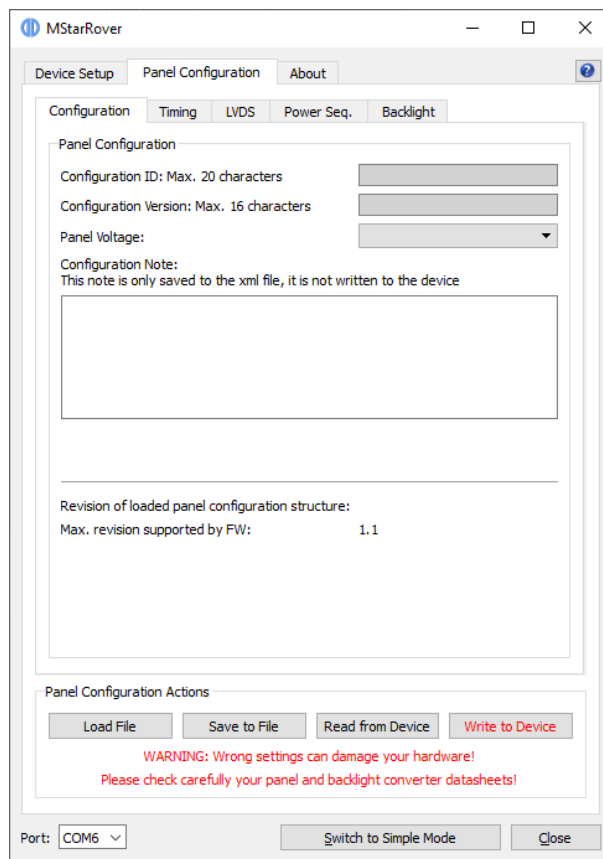 MStarRover
Device Setup Panel Configuration About
Configuration Timing LVDS Power Seq. Backlight
Panel Configuration
Configuration ID: Max. 20 characters
Configuration Version: Max. 16 characters
Panel Voltage:
Configuration Note:
This note is only saved to the xml file, it is not written to the device
Revision of loaded panel configuration structure:
Max. revision supported by FW: 1.1
Panel Configuration Actions
Load File Save to File Read from Device Write to Device
WARNING: Wrong settings can damage your hardware!
Please check carefully your panel and backlight converter datasheets!
Port: COM6 Switch to Simple Mode Close